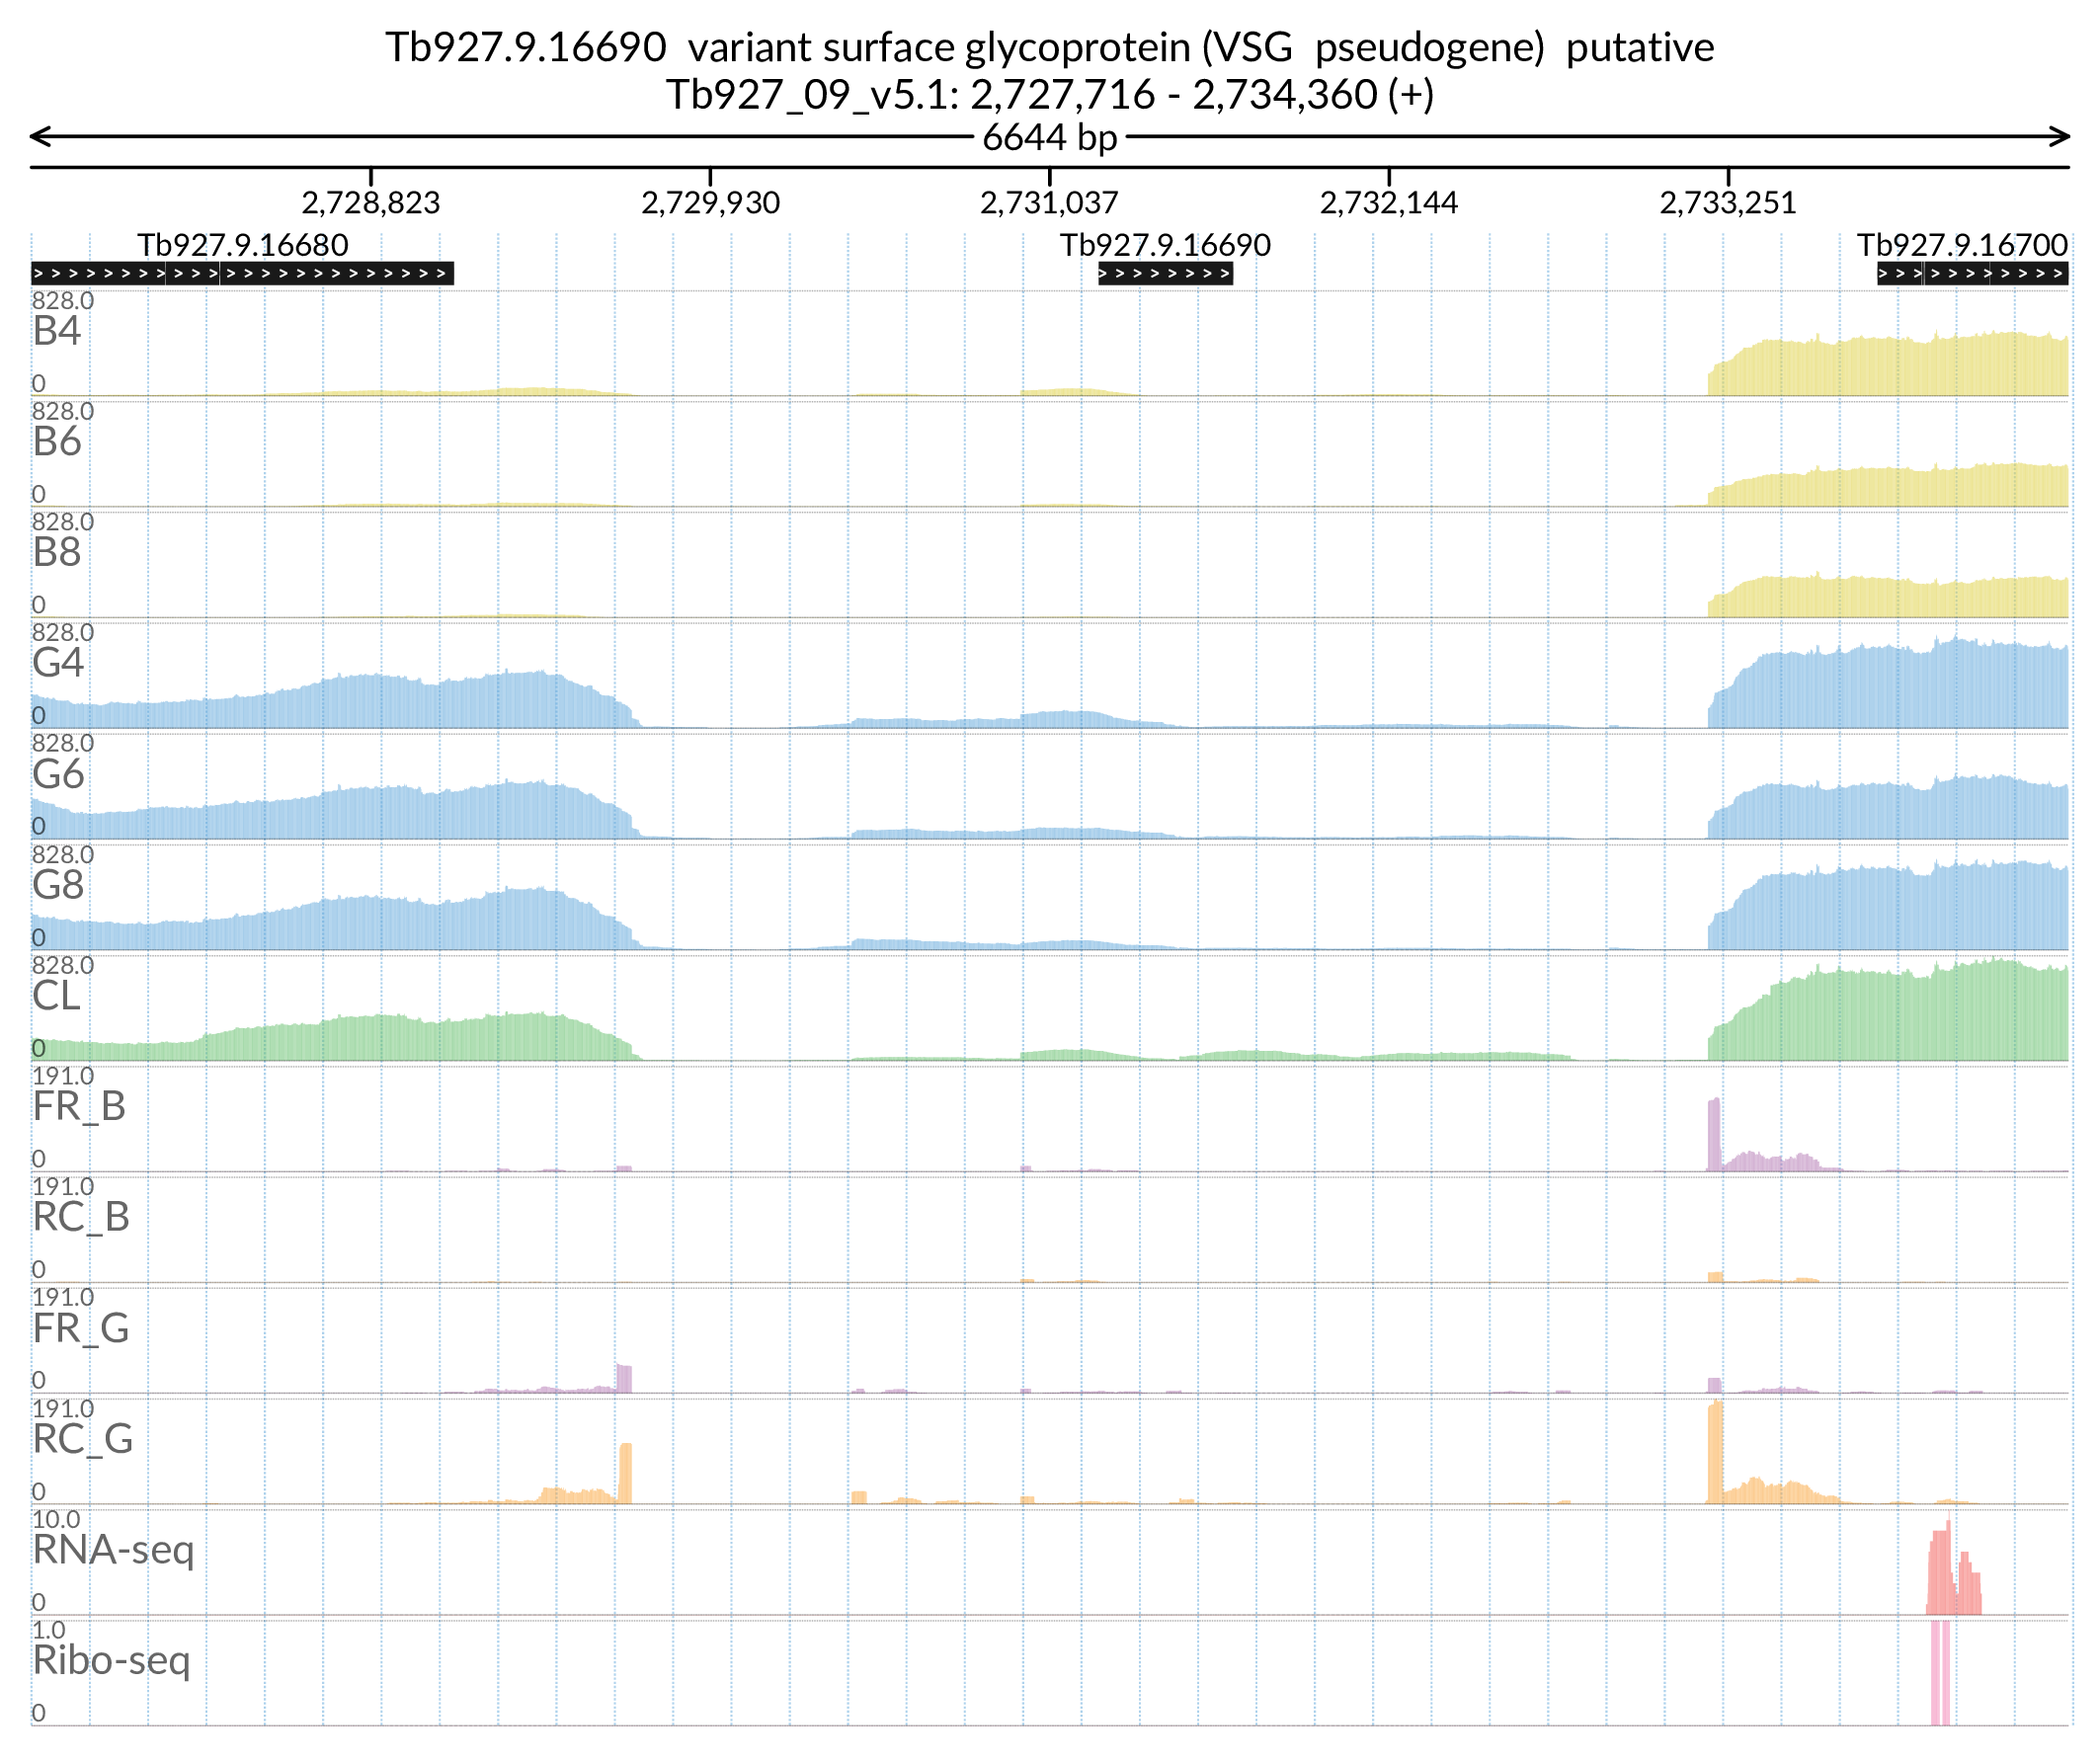 Tb927.9.16690  variant surface glycoprotein (VSG  pseudogene)  putative
Tb927_09_v5.1: 2,727,716 - 2,734,360 (+)
6644 bp
2,728,823 2,729,930 2,731,037 2,732,144 2,733,251
Tb927.9.16680 Tb927.9.16690 Tb927.9.16700
828.0
B4
0
828.0
B6
0
828.0
B8
0
828.0
G4
0
828.0
G6
0
828.0
G8
0
828.0
CL
0
191.0
FR_B
0
191.0
RC_B
0
191.0
FR_G
0
191.0
RC_G
0
10.0
RNA-seq
0
1.0
Ribo-seq
0